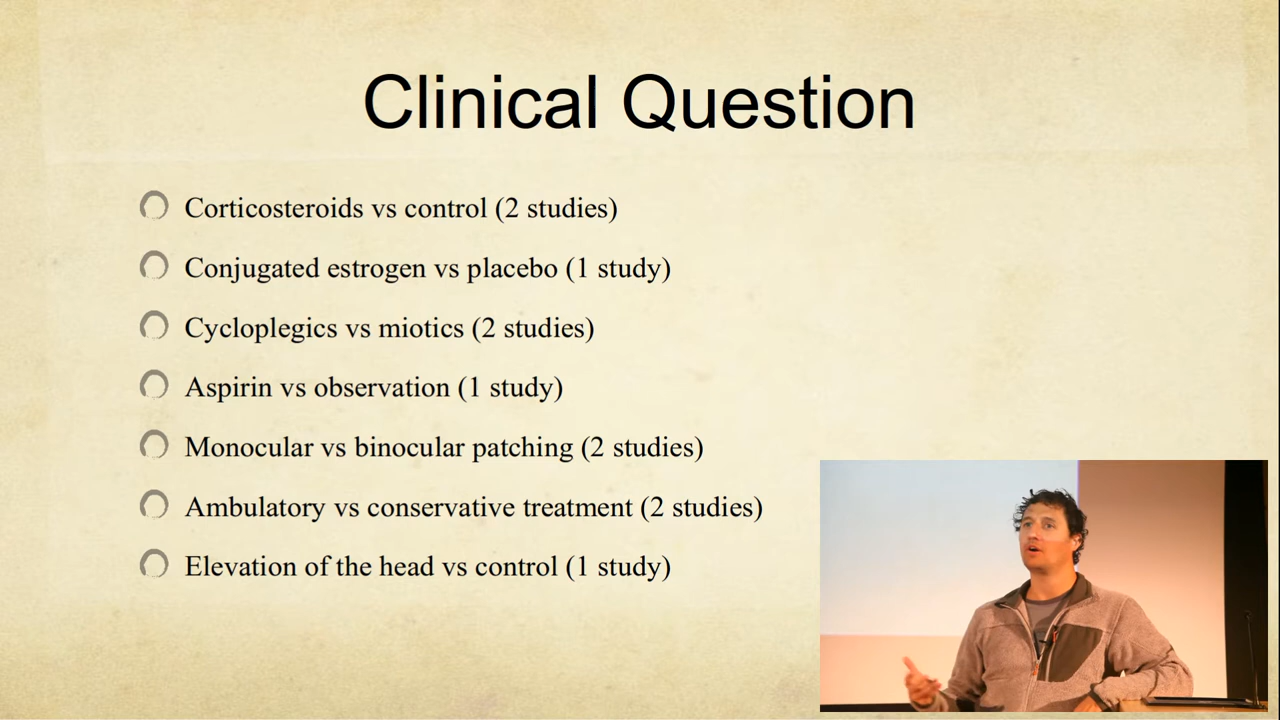 Clinical Question
Corticosteroids vs control (2 studies)
Conjugated estrogen vs placebo (1 study)
Cycloplegics vs miotics (2 studies)
Aspirin vs observation (1 study)
Monocular vs binocular patching (2 studies)
Ambulatory vs conservative treatment (2 studies)
Elevation of the head vs control (1 study)